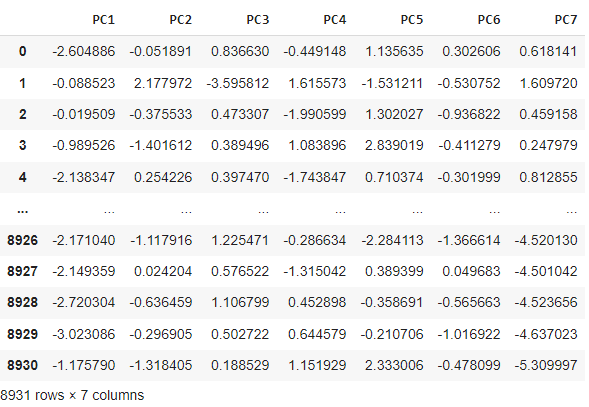 PC1 PC2 PC3 PC4 PC5 PC6 PC7
0 -2.604886 -0.051891 0.836630 -0.449148 1.135635 0.302606 0.618141
1 -0.088523 2.177972 -3.595812 1.615573 -1.531211 -0.530752 1.609720
2 -0.019509 -0.375533 0.473307 -1.990599 1.302027 -0.936822 0.459158
3 -0.989526 -1.401612 0.389496 1.083896 2.839019 -0.411279 0.247979
4 -2.138347 0.254226 0.397470 -1.743847 0.710374 -0.301999 0.812855
... ... ... ... ... ... ... ...
8926 -2.171040 -1.117916 1.225471 -0.286634 -2.284113 -1.366614 -4.520130
8927 -2.149359 0.024204 0.576522 -1.315042 0.389399 0.049683 -4.501042
8928 -2.720304 -0.636459 1.106799 0.452898 -0.358691 -0.565663 -4.523656
8929 -3.023086 -0.296905 0.502722 0.644579 -0.210706 -1.016922 -4.637023
8930 -1.175790 -1.318405 0.188529 1.151929 2.333006 -0.478099 -5.309997
8931 rows × 7 columns